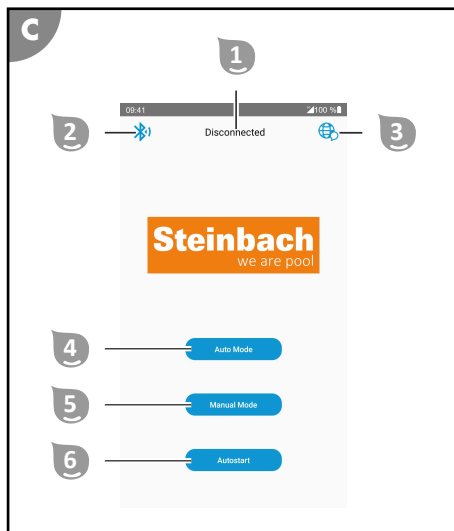 C
1
09:41 100 %
2 Disconnected 3
Steinbach
we are pool
4 Auto Mode
5 Manual Mode
6 Autostart